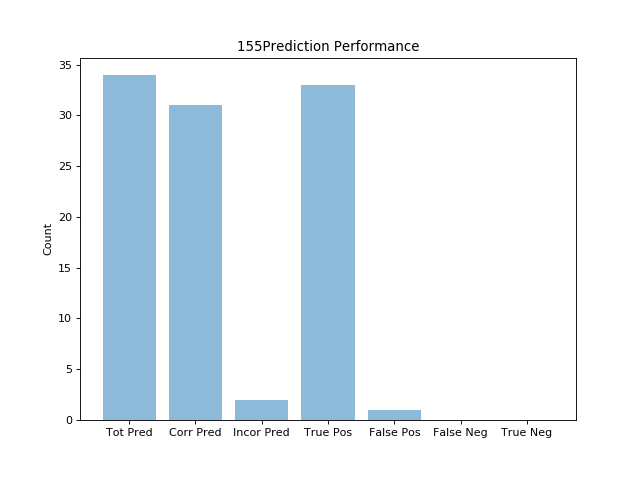 155Prediction Performance
Count
35
30
25
20
15
10
5
0
Tot Pred Corr Pred Incor Pred True Pos False Pos False Neg True Neg